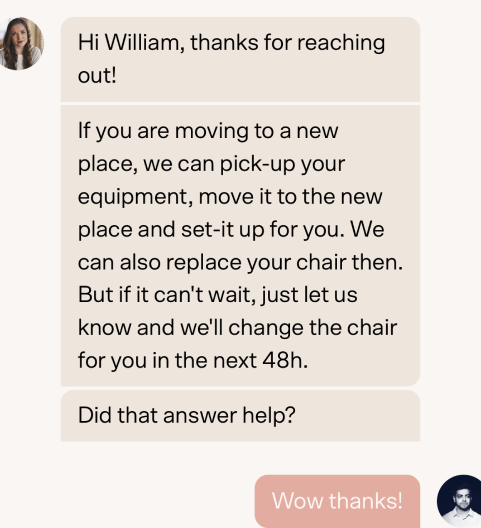 Hi William, thanks for reaching
out!
If you are moving to a new
place, we can pick-up your
equipment, move it to the new
place and set-it up for you. We
can also replace your chair then.
But if it can't wait, just let us
know and we'll change the chair
for you in the next 48h.
Did that answer help?
Wow thanks!